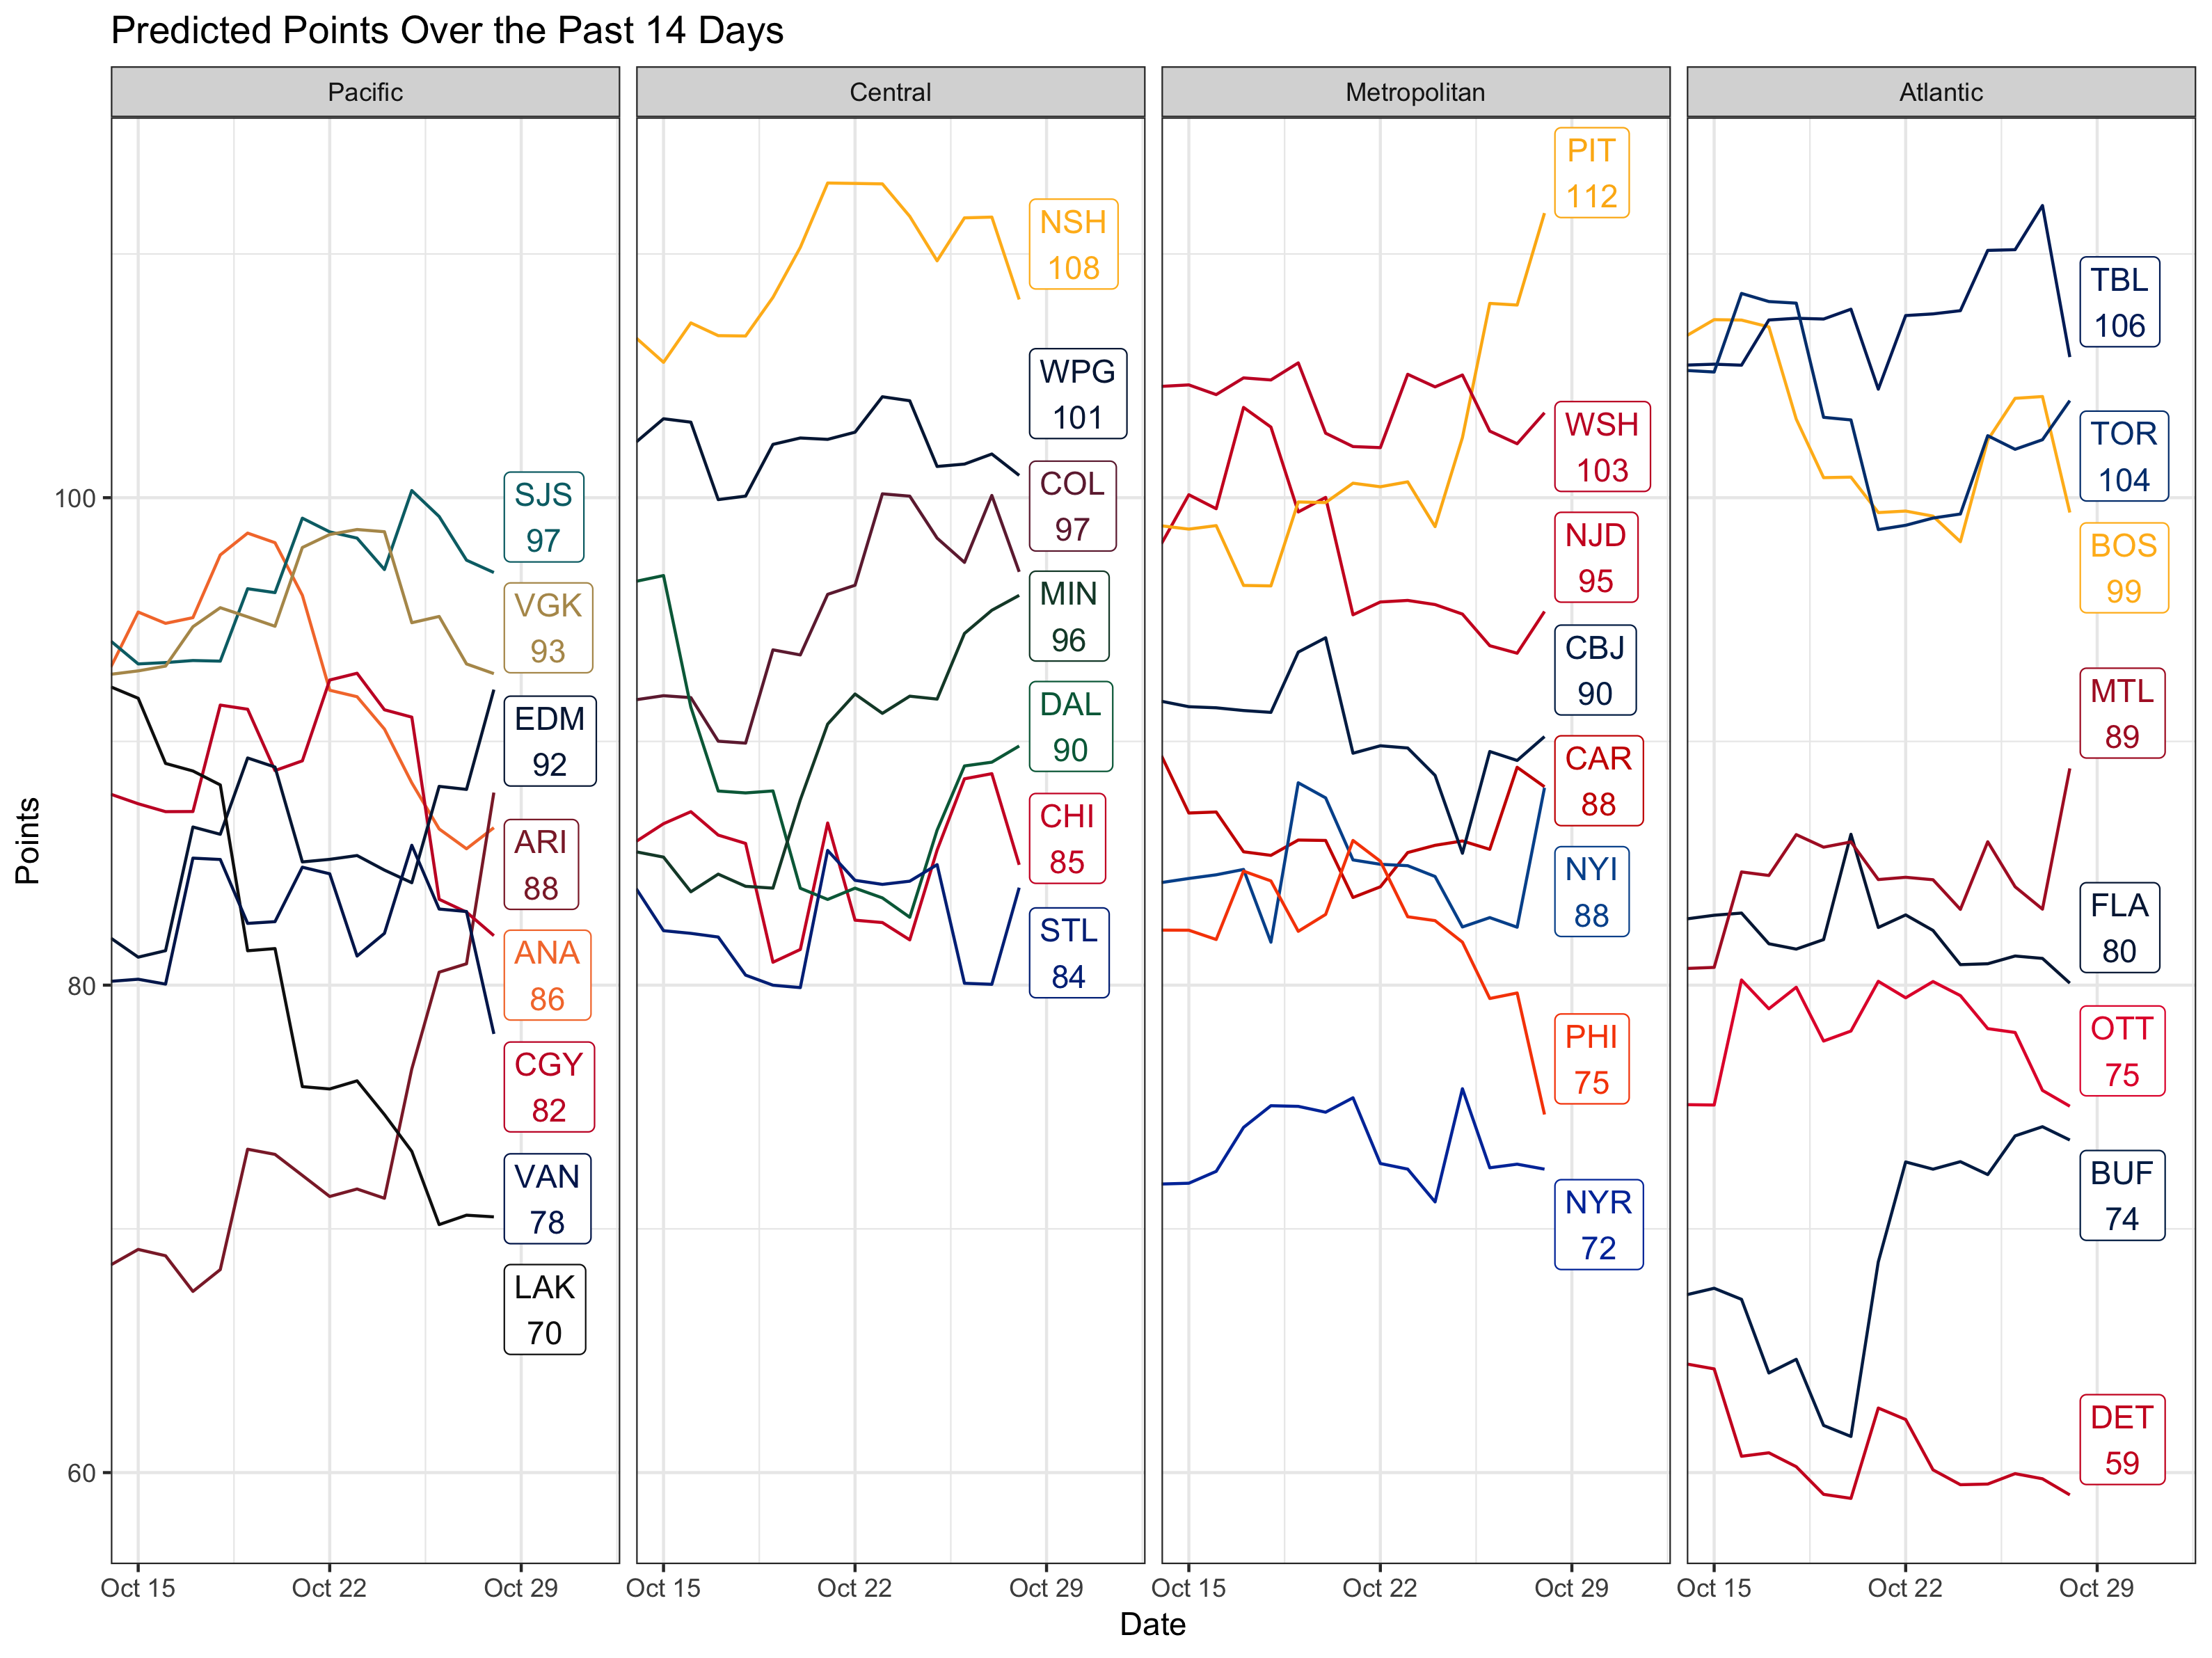 Predicted Points Over the Past 14 Days
Pacific
Central
Metropolitan
Atlantic
Points
100
80
60
SJS
97
VGK
93
EDM
92
ARI
88
ANA
86
CGY
82
VAN
78
LAK
70
NSH
108
WPG
101
COL
97
MIN
96
DAL
90
CHI
85
STL
84
PIT
112
WSH
103
NJD
95
CBJ
90
CAR
88
NYI
88
PHI
75
NYR
72
TBL
106
TOR
104
BOS
99
MTL
89
FLA
80
OTT
75
BUF
74
DET
59
Oct 15
Oct 22
Oct 29
Oct 15
Oct 22
Oct 29
Oct 15
Oct 22
Oct 29
Oct 15
Oct 22
Oct 29
Date